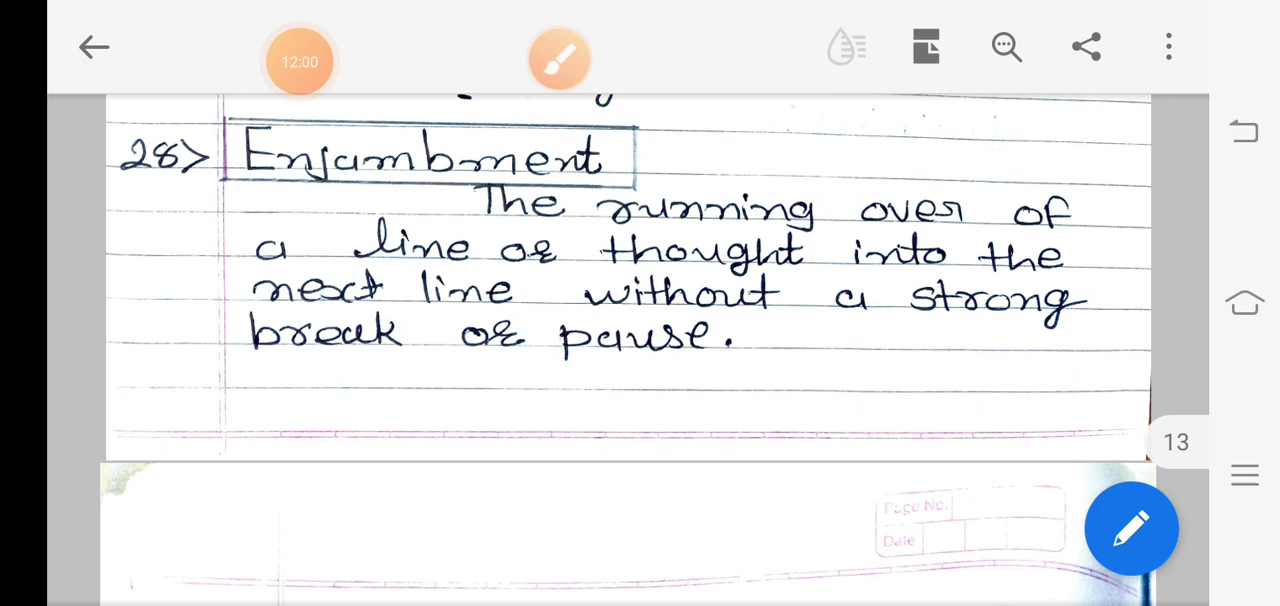 12:00
28> Enjambment
The running over of
a line or thought into the
next line without a strong
break or pause.
13
Page No.
Date